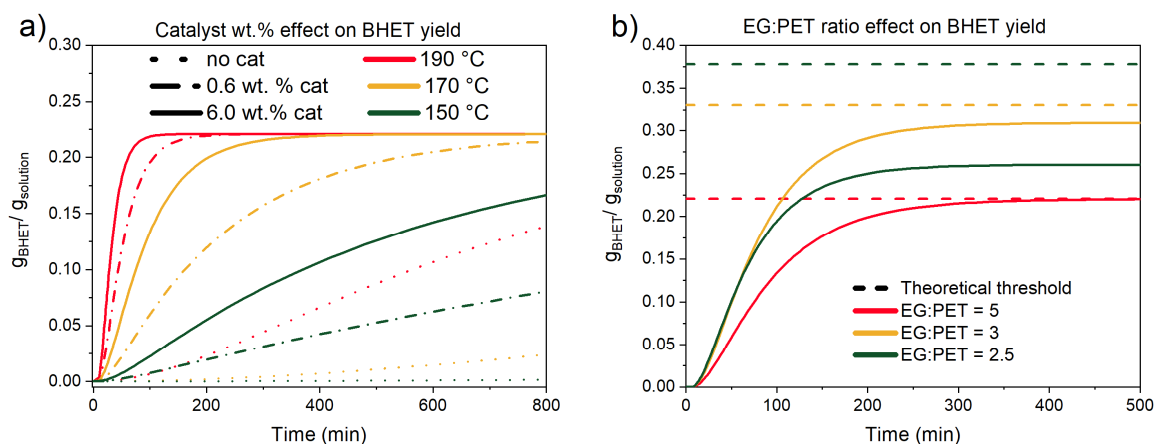 a)
Catalyst wt.% effect on BHET yield
0.30
0.25
0.20
0.15
0.10
0.05
0.00
g_BHET/ g_solution
no cat
0.6 wt. % cat
6.0 wt.% cat
190 °C
170 °C
150 °C
0
200
400
600
800
Time (min)
b)
EG:PET ratio effect on BHET yield
0.40
0.35
0.30
0.25
0.20
0.15
0.10
0.05
0.00
g_BHET/ g_solution
Theoretical threshold
EG:PET = 5
EG:PET = 3
EG:PET = 2.5
0
100
200
300
400
500
Time (min)